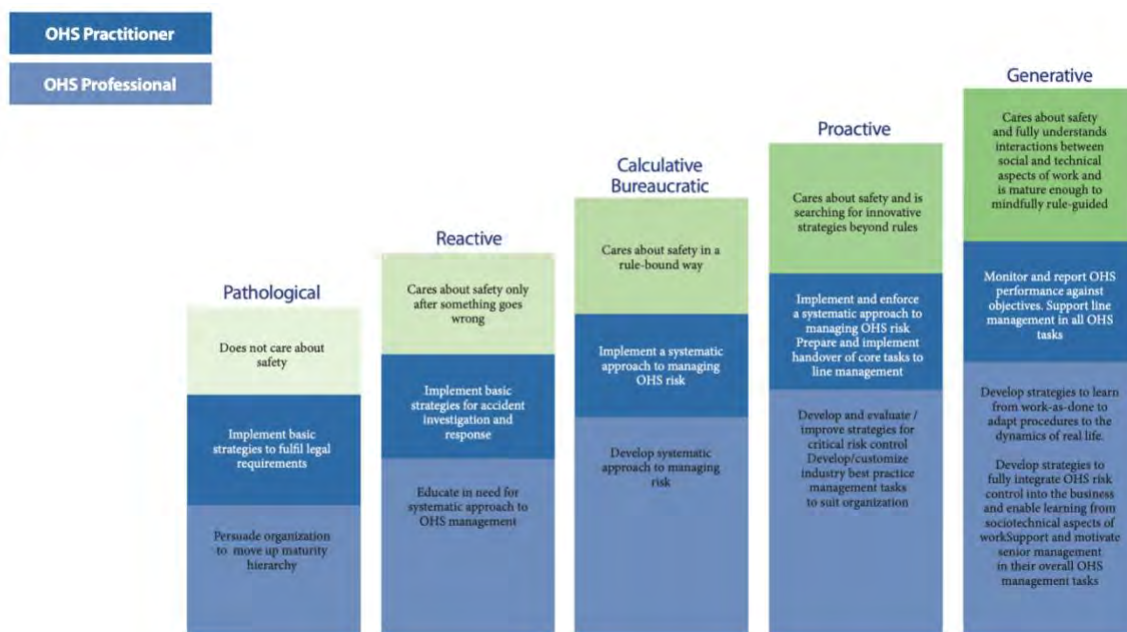 OHS Practitioner
OHS Professional
Pathological
Does not care about
safety
Implement basic
strategies to fulfil legal
requirements
Persuade organization
to move up maturity
hierarchy
Reactive
Cares about safety only
after something goes
wrong
Implement basic
strategies for accident
investigation and
response
Educate in need for
systematic approach to
OHS management
Calculative
Bureaucratic
Cares about safety in a
rule-bound way
Implement a systematic
approach to managing
OHS risk
Develop systematic
approach to managing
risk
Proactive
Cares about safety and is
searching for innovative
strategies beyond rules
Implement and enforce
a systematic approach to
managing OHS risk
Prepare and implement
handover of core tasks to
line management
Develop and evaluate /
improve strategies for
critical risk control
Develop/customize
industry best practice
management tasks
to suit organization
Generative
Cares about safety
and fully understands
interactions between
social and technical
aspects of work and
is mature enough to
mindfully rule-guided
Monitor and report OHS
performance against
objectives. Support line
management in all OHS
tasks
Develop strategies to learn
from work-as-done to
adapt procedures to the
dynamics of real life.
Develop strategies to
fully integrate OHS risk
control into the business
and enable learning from
sociotechnical aspects of
workSupport and motivate
senior management
in their overall OHS
management tasks